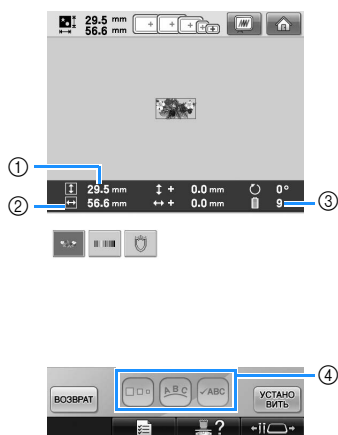 29.5 mm
56.6 mm
①
29.5 mm + 0.0 mm 0°
② 56.6 mm + 0.0 mm 9 ③
④
ВОЗВРАТ
A B C
✓ABC
УСТАНО
ВИТЬ
?